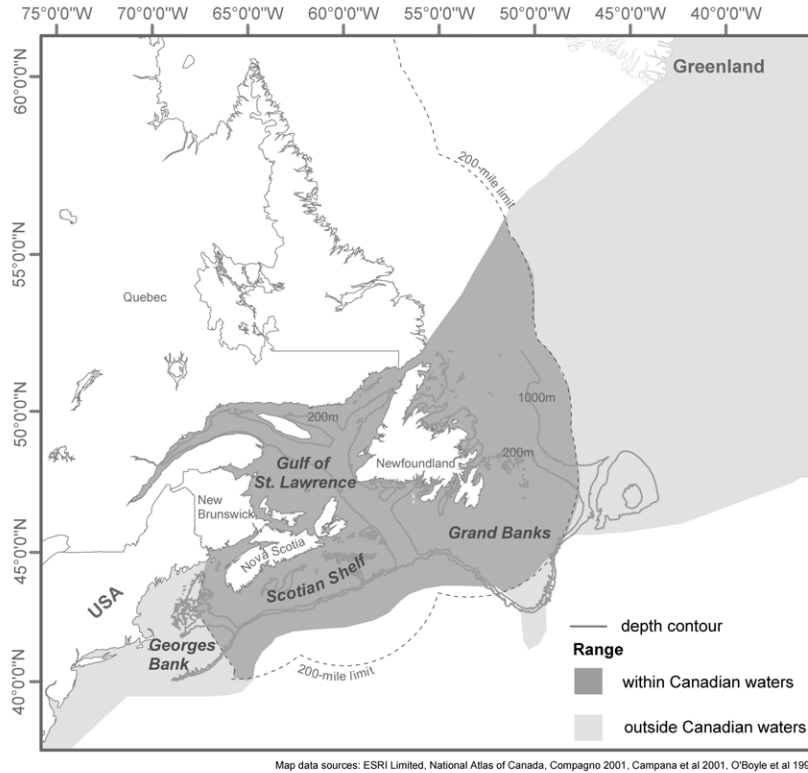 75°0'0"W 70°0'0"W 65°0'0"W 60°0'0"W 55°0'0"W 50°0'0"W 45°0'0"W 40°0'0"W
60°0'0"N
Greenland
200-mile limit
55°0'0"N
Quebec
1000m
50°0'0"N
200m
200m
Gulf of
St. Lawrence
Newfoundland
New
Brunswick
Grand Banks
45°0'0"N
Nova Scotia
Scotian Shelf
USA
Georges
Bank
200-mile limit
40°0'0"N
depth contour
Range
within Canadian waters
outside Canadian waters
Map data sources: ESRI Limited, National Atlas of Canada, Compagno 2001, Campana et al 2001, O'Boyle et al 199